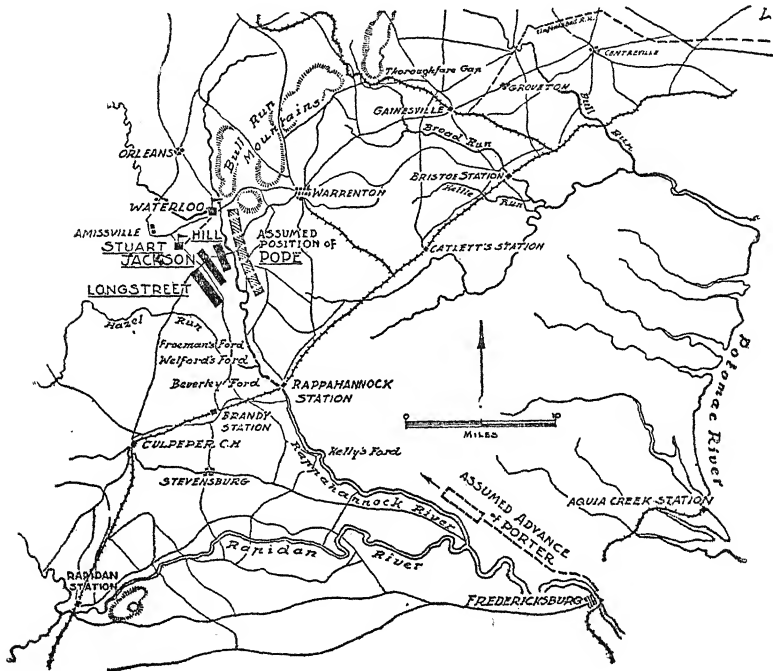 L
Unfinished R.R.
CENTREVILLE
Thoroughfare Gap
GROVETON
GAINESVILLE
Bull
Run
Bull Run
Mountains
Broad Run
ORLEANS
BRISTOE STATION
Kettle
Run
WARRENTON
WATERLOO
AMISSVILLE
HILL
ASSUMED
POSITION OF
POPE
STUART
JACKSON
CATLETT'S STATION
LONGSTREET
Hazel Run
Freeman's Ford
Welford's Ford
Beverley Ford
RAPPAHANNOCK
STATION
Potomac River
BRANDY
STATION
MILES
CULPEPER C.H
Kelly's Ford
STEVENSBURG
Rappahannock River
ASSUMED ADVANCE
of PORTER
AQUIA CREEK STATION
Rapidan River
RAPIDAN
STATION
FREDERICKSBURG